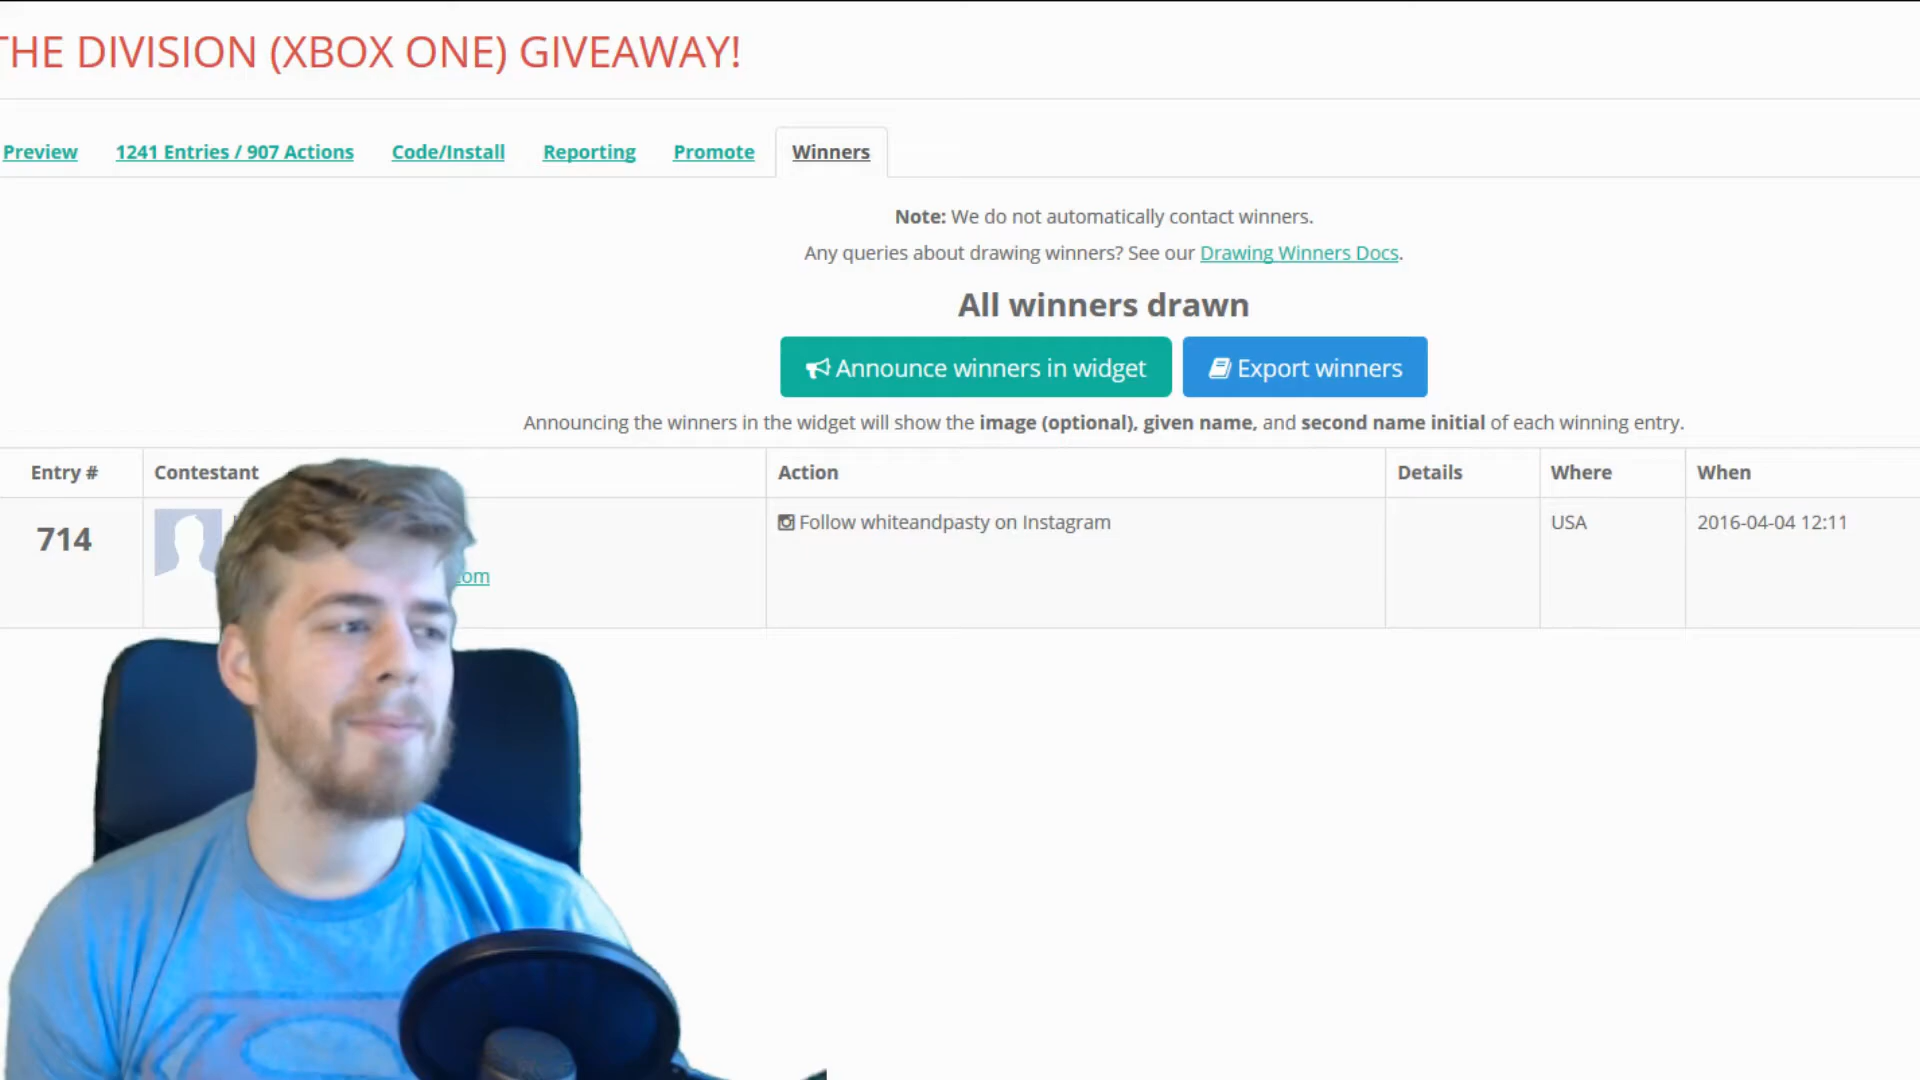 THE DIVISION (XBOX ONE) GIVEAWAY!
Preview 1241 Entries / 907 Actions Code/Install Reporting Promote Winners
Note: We do not automatically contact winners.
Any queries about drawing winners? See our Drawing Winners Docs.
All winners drawn
Announce winners in widget Export winners
Announcing the winners in the widget will show the image (optional), given name, and second name initial of each winning entry.
Entry # Contestant Action Details Where When
714 Follow whiteandpasty on Instagram USA 2016-04-04 12:11
com